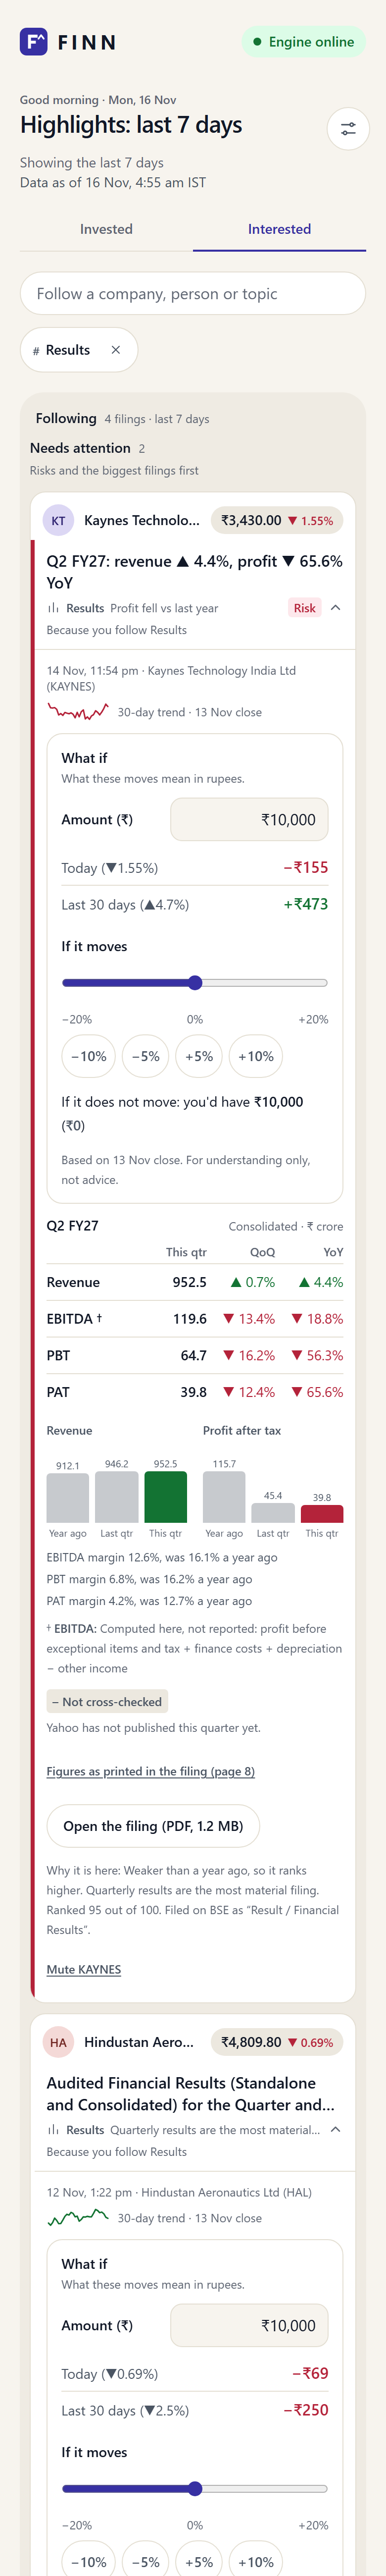 F^ FINN
Engine online
Good morning · Mon, 16 Nov
Highlights: last 7 days
Showing the last 7 days
Data as of 16 Nov, 4:55 am IST
Invested
Interested
Follow a company, person or topic
# Results ×
Following 4 filings · last 7 days
Needs attention 2
Risks and the biggest filings first
KT Kaynes Technolo... ₹3,430.00 ▼ 1.55%
Q2 FY27: revenue ▲ 4.4%, profit ▼ 65.6%
YoY
Results Profit fell vs last year Risk
Because you follow Results
14 Nov, 11:54 pm · Kaynes Technology India Ltd
(KAYNES)
30-day trend · 13 Nov close
What if
What these moves mean in rupees.
Amount (₹) ₹10,000
Today (▼1.55%) −₹155
Last 30 days (▲4.7%) +₹473
If it moves
−20% 0% +20%
−10% −5% +5% +10%
If it does not move: you'd have ₹10,000
(₹0)
Based on 13 Nov close. For understanding only,
not advice.
Q2 FY27 Consolidated · ₹ crore
This qtr QoQ YoY
Revenue 952.5 ▲ 0.7% ▲ 4.4%
EBITDA † 119.6 ▼ 13.4% ▼ 18.8%
PBT 64.7 ▼ 16.2% ▼ 56.3%
PAT 39.8 ▼ 12.4% ▼ 65.6%
Revenue Profit after tax
912.1 946.2 952.5 115.7 45.4 39.8
Year ago Last qtr This qtr Year ago Last qtr This qtr
EBITDA margin 12.6%, was 16.1% a year ago
PBT margin 6.8%, was 16.2% a year ago
PAT margin 4.2%, was 12.7% a year ago
† EBITDA: Computed here, not reported: profit before
exceptional items and tax + finance costs + depreciation
− other income
– Not cross-checked
Yahoo has not published this quarter yet.
Figures as printed in the filing (page 8)
Open the filing (PDF, 1.2 MB)
Why it is here: Weaker than a year ago, so it ranks
higher. Quarterly results are the most material filing.
Ranked 95 out of 100. Filed on BSE as “Result / Financial
Results”.
Mute KAYNES
HA Hindustan Aero... ₹4,809.80 ▼ 0.69%
Audited Financial Results (Standalone
and Consolidated) for the Quarter and...
Results Quarterly results are the most material...
Because you follow Results
12 Nov, 1:22 pm · Hindustan Aeronautics Ltd (HAL)
30-day trend · 13 Nov close
What if
What these moves mean in rupees.
Amount (₹) ₹10,000
Today (▼0.69%) −₹69
Last 30 days (▼2.5%) −₹250
If it moves
−20% 0% +20%
−10% −5% +5% +10%